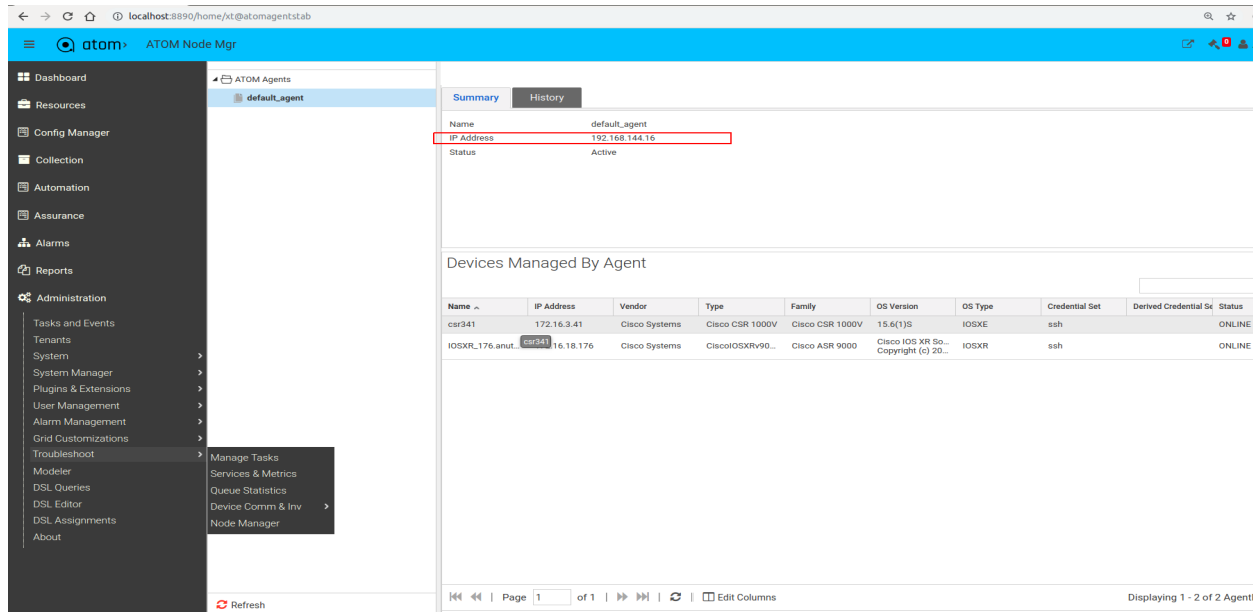 localhost:8890/home/xt@atomagentstab
atom
ATOM Node Mgr
0
Dashboard
Resources
Config Manager
Collection
Automation
Assurance
Alarms
Reports
Administration
Tasks and Events
Tenants
System
System Manager
Plugins & Extensions
User Management
Alarm Management
Grid Customizations
Troubleshoot
Modeler
DSL Queries
DSL Editor
DSL Assignments
About
Manage Tasks
Services & Metrics
Queue Statistics
Device Comm & Inv
Node Manager
ATOM Agents
default_agent
Refresh
Summary History
Name default_agent
IP Address 192.168.144.16
Status Active
Devices Managed By Agent
Name IP Address Vendor Type Family OS Version OS Type Credential Set Derived Credential Se Status
csr341 172.16.3.41 Cisco Systems Cisco CSR 1000V Cisco CSR 1000V 15.6(1)S IOSXE ssh ONLINE
csr341
IOSXR_176.anut... 16.18.176 Cisco Systems CiscoIOSXRv90... Cisco ASR 9000 Cisco IOS XR So... IOSXR ssh ONLINE
Copyright (c) 20...
Page 1 of 1 Edit Columns Displaying 1 - 2 of 2 Agent